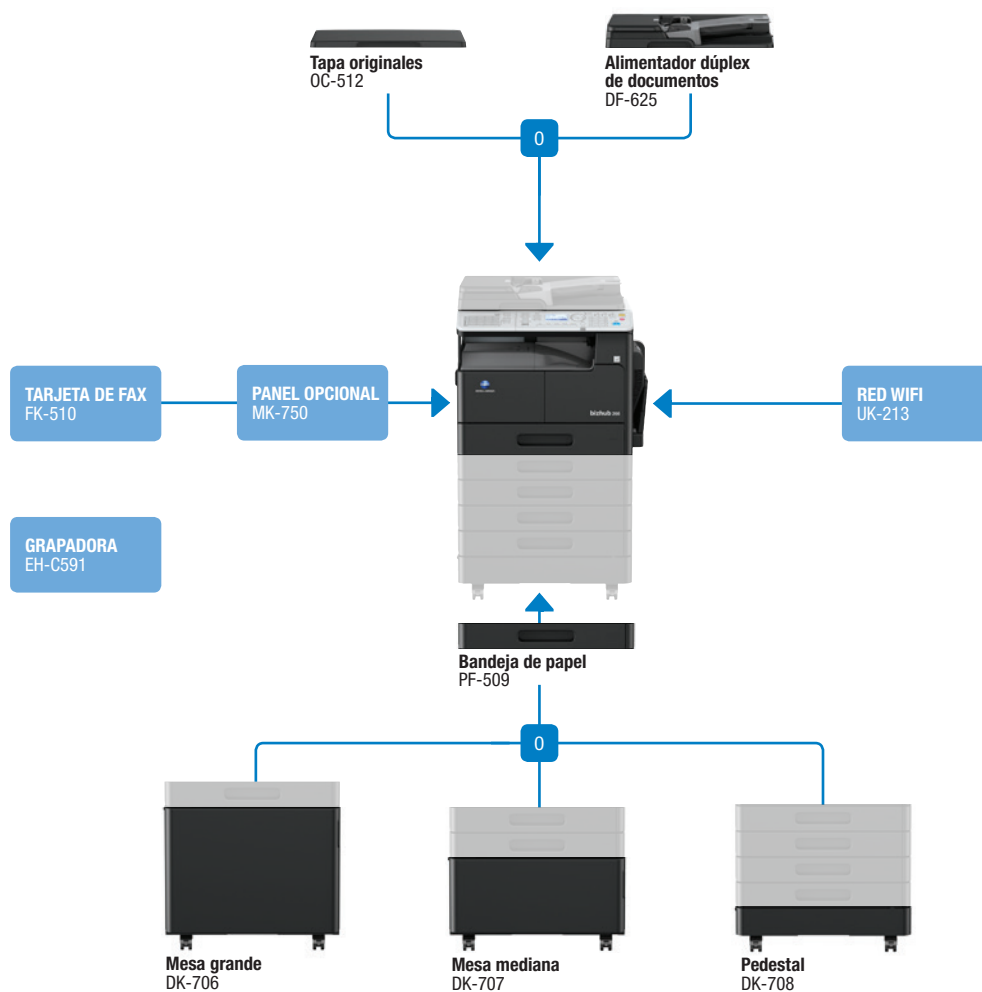 Tapa originales
OC-512
Alimentador dúplex
de documentos
DF-625
0
TARJETA DE FAX
FK-510
PANEL OPCIONAL
MK-750
RED WIFI
UK-213
bizhub
GRAPADORA
EH-C591
Bandeja de papel
PF-509
0
Mesa grande
DK-706
Mesa mediana
DK-707
Pedestal
DK-708